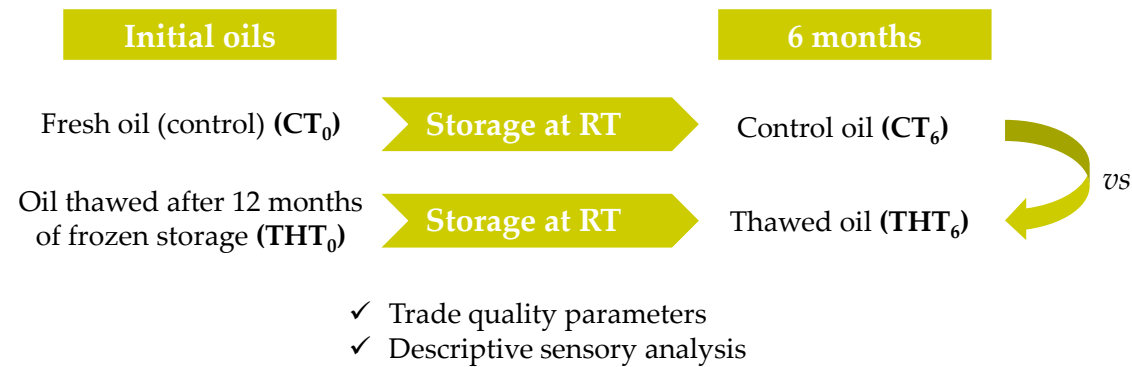 Initial oils
6 months
Fresh oil (control) (CT₀)
Storage at RT
Control oil (CT₆)
vs
Oil thawed after 12 months
of frozen storage (THT₀)
Storage at RT
Thawed oil (THT₆)
✓ Trade quality parameters
✓ Descriptive sensory analysis